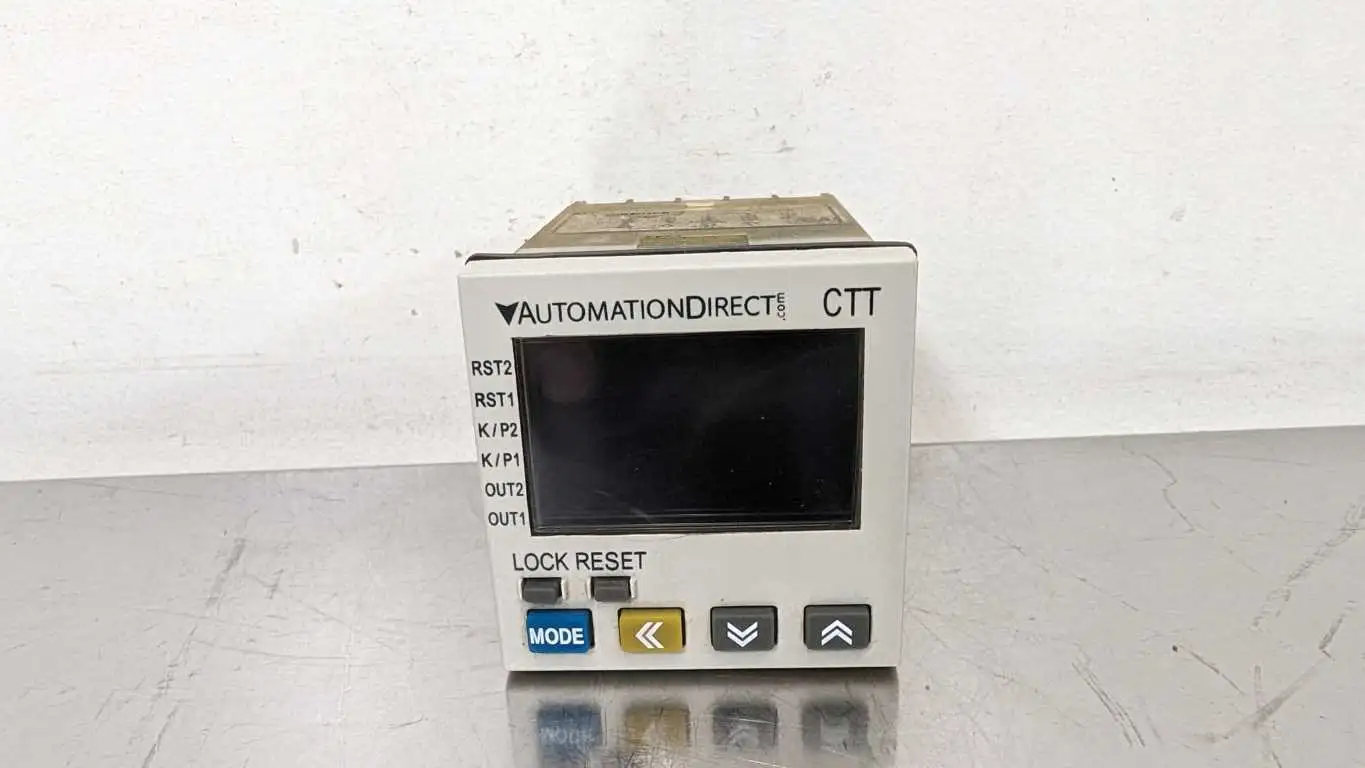 AUTOMATIONDIRECT.com CTT
RST2
RST1
K/P2
K/P1
OUT2
OUT1
LOCK RESET
MODE